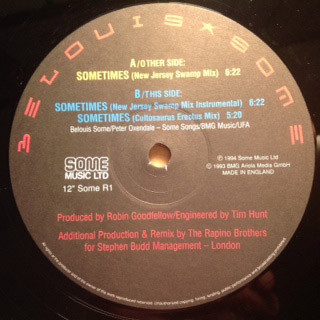 BELOUIS ★ SOME
A/OTHER SIDE:
SOMETIMES (New Jersey Swamp Mix) 6:22
B/THIS SIDE:
SOMETIMES (New Jersey Swamp Mix Instrumental) 6:22
SOMETIMES (Cultosaurus Erectus Mix) 5:20
Belouis Some/Peter Oxendale – Some Songs/BMG Music/UFA
SOME
MUSIC LTD
12" Some R1
℗ 1994 Some Music Ltd
© 1993 BMG Ariola Media GmbH
MADE IN ENGLAND
Produced by Robin Goodfellow/Engineered by Tim Hunt
Additional Production & Remix by The Rapino Brothers
for Stephen Budd Management – London